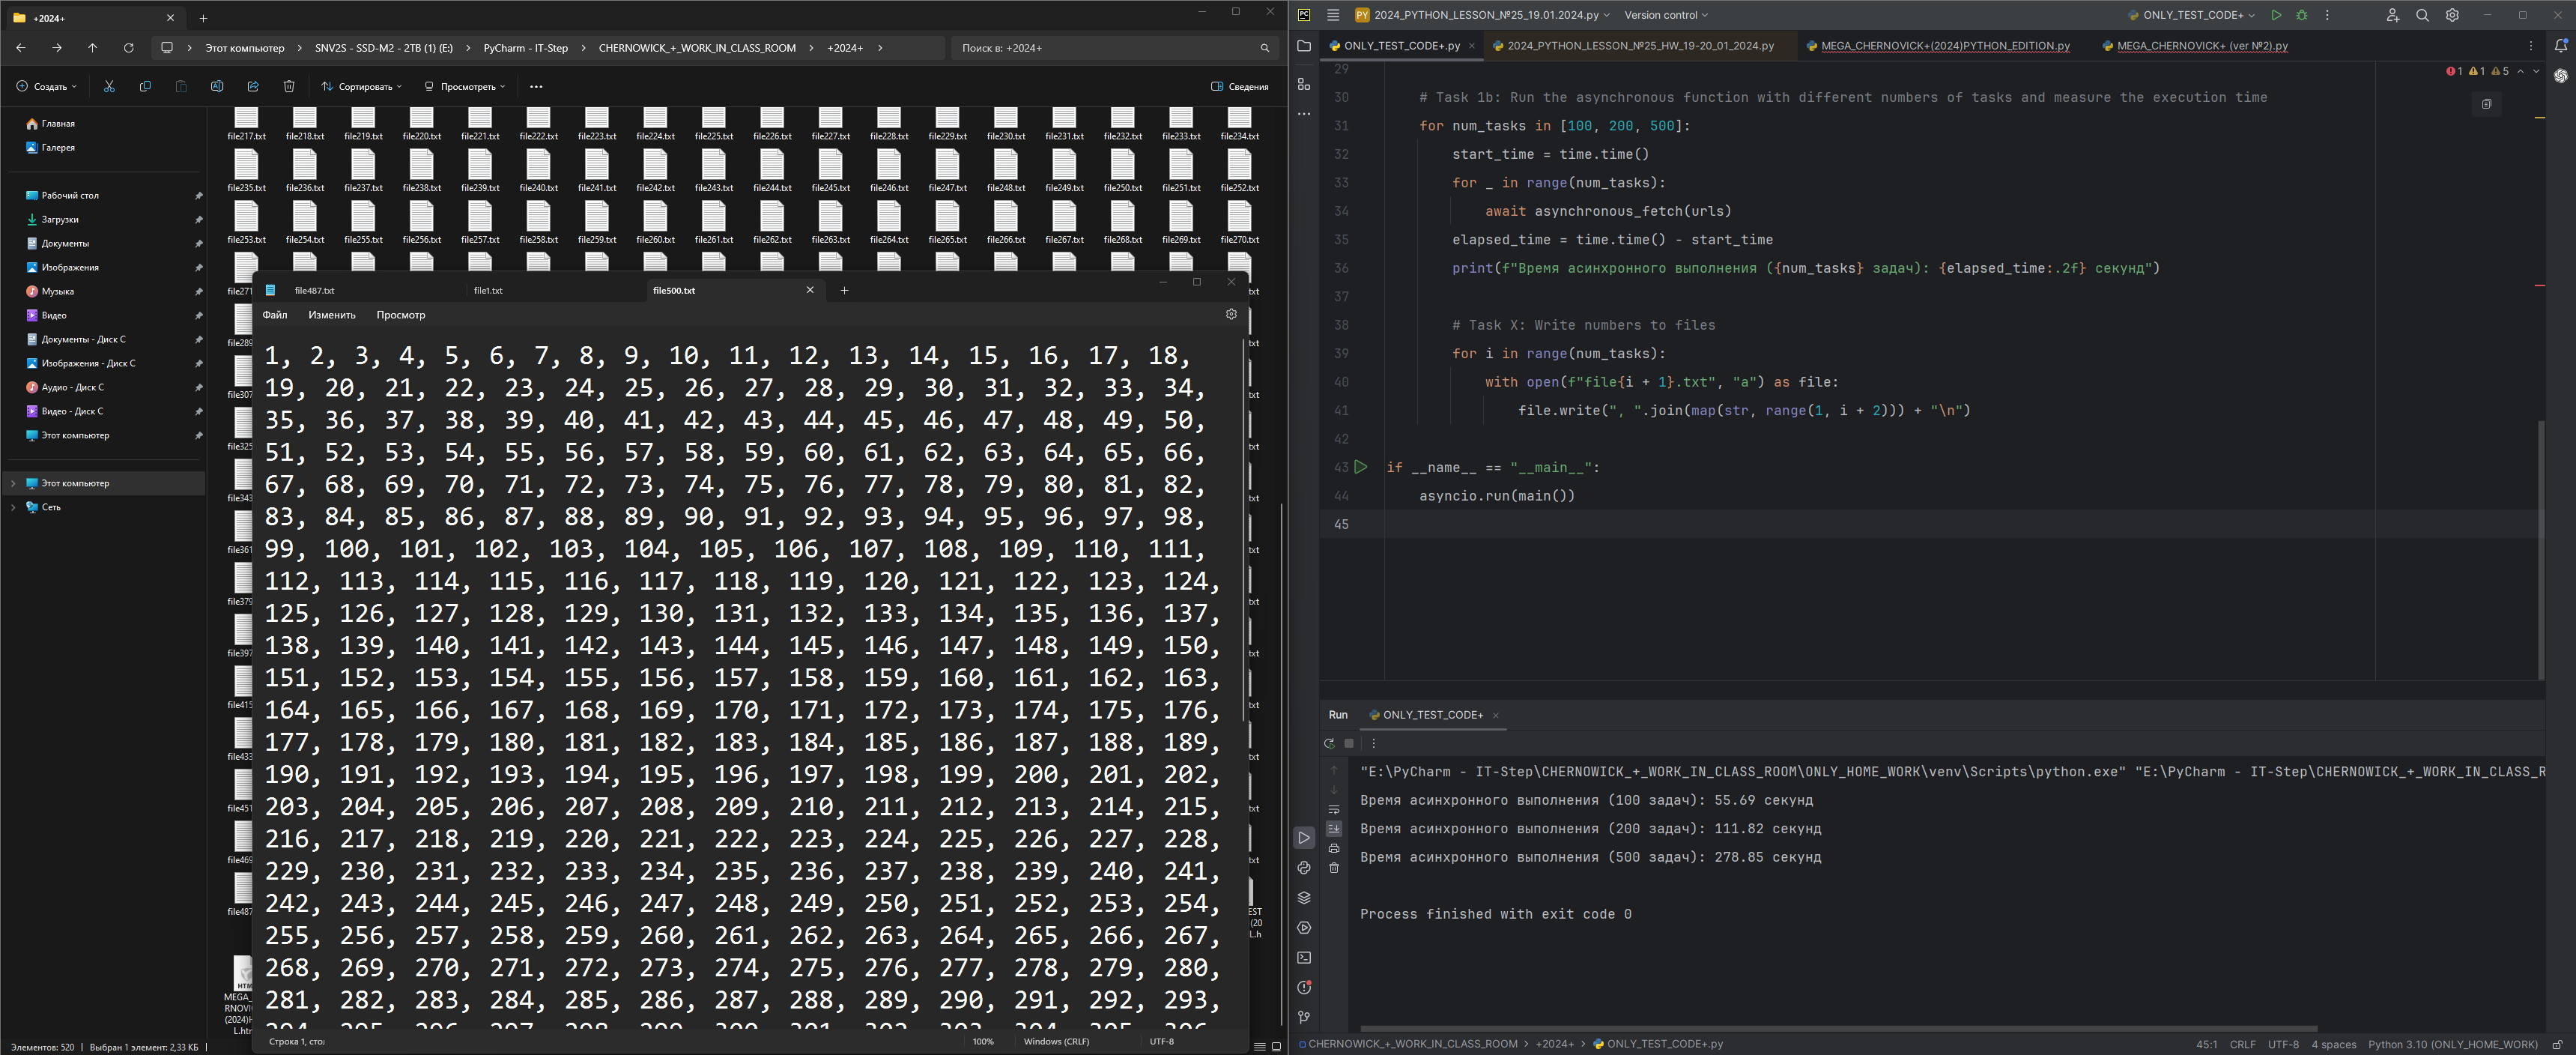 +2024+
Этот компьютер
SNV2S - SSD-M2 - 2TB (1) (E:)
PyCharm - IT-Step
CHERNOWICK_+_WORK_IN_CLASS_ROOM
+2024+
Поиск в: +2024+
Создать
Сортировать
Просмотреть
Сведения
Главная
Галерея
Рабочий стол
Загрузки
Документы
Изображения
Музыка
Видео
Документы - Диск C
Изображения - Диск C
Аудио - Диск C
Видео - Диск C
Этот компьютер
Этот компьютер
Сеть
file217.txt file218.txt file219.txt file220.txt file221.txt file222.txt file223.txt file224.txt file225.txt file226.txt file227.txt file228.txt file229.txt file230.txt file231.txt file232.txt file233.txt file234.txt
file235.txt file236.txt file237.txt file238.txt file239.txt file240.txt file241.txt file242.txt file243.txt file244.txt file245.txt file246.txt file247.txt file248.txt file249.txt file250.txt file251.txt file252.txt
file253.txt file254.txt file255.txt file256.txt file257.txt file258.txt file259.txt file260.txt file261.txt file262.txt file263.txt file264.txt file265.txt file266.txt file267.txt file268.txt file269.txt file270.txt
file271
file289
file307
file325
file343
file361
file379
file397
file415
file433
file451
file469
file487
MEGA_
RNOVI
(2024)H
L.htm
file487.txt
file1.txt
file500.txt
Файл Изменить Просмотр
1, 2, 3, 4, 5, 6, 7, 8, 9, 10, 11, 12, 13, 14, 15, 16, 17, 18,
19, 20, 21, 22, 23, 24, 25, 26, 27, 28, 29, 30, 31, 32, 33, 34,
35, 36, 37, 38, 39, 40, 41, 42, 43, 44, 45, 46, 47, 48, 49, 50,
51, 52, 53, 54, 55, 56, 57, 58, 59, 60, 61, 62, 63, 64, 65, 66,
67, 68, 69, 70, 71, 72, 73, 74, 75, 76, 77, 78, 79, 80, 81, 82,
83, 84, 85, 86, 87, 88, 89, 90, 91, 92, 93, 94, 95, 96, 97, 98,
99, 100, 101, 102, 103, 104, 105, 106, 107, 108, 109, 110, 111,
112, 113, 114, 115, 116, 117, 118, 119, 120, 121, 122, 123, 124,
125, 126, 127, 128, 129, 130, 131, 132, 133, 134, 135, 136, 137,
138, 139, 140, 141, 142, 143, 144, 145, 146, 147, 148, 149, 150,
151, 152, 153, 154, 155, 156, 157, 158, 159, 160, 161, 162, 163,
164, 165, 166, 167, 168, 169, 170, 171, 172, 173, 174, 175, 176,
177, 178, 179, 180, 181, 182, 183, 184, 185, 186, 187, 188, 189,
190, 191, 192, 193, 194, 195, 196, 197, 198, 199, 200, 201, 202,
203, 204, 205, 206, 207, 208, 209, 210, 211, 212, 213, 214, 215,
216, 217, 218, 219, 220, 221, 222, 223, 224, 225, 226, 227, 228,
229, 230, 231, 232, 233, 234, 235, 236, 237, 238, 239, 240, 241,
242, 243, 244, 245, 246, 247, 248, 249, 250, 251, 252, 253, 254,
255, 256, 257, 258, 259, 260, 261, 262, 263, 264, 265, 266, 267,
268, 269, 270, 271, 272, 273, 274, 275, 276, 277, 278, 279, 280,
281, 282, 283, 284, 285, 286, 287, 288, 289, 290, 291, 292, 293,
294, 295, 296, 297, 298, 299, 300, 301, 302, 303, 304, 305, 306,
Строка 1, сто
100%
Windows (CRLF)
UTF-8
Элементов: 520
Выбран 1 элемент: 2,33 КБ
2024_PYTHON_LESSON_№25_19.01.2024.py
Version control
ONLY_TEST_CODE+
ONLY_TEST_CODE+.py
2024_PYTHON_LESSON_№25_HW_19-20_01_2024.py
MEGA_CHERNOVICK+(2024)PYTHON_EDITION.py
MEGA_CHERNOVICK+ (ver №2).py
1 1 5
29
30 # Task 1b: Run the asynchronous function with different numbers of tasks and measure the execution time
31 for num_tasks in [100, 200, 500]:
32 start_time = time.time()
33 for _ in range(num_tasks):
34 await asynchronous_fetch(urls)
35 elapsed_time = time.time() - start_time
36 print(f"Время асинхронного выполнения ({num_tasks} задач): {elapsed_time:.2f} секунд")
37
38 # Task X: Write numbers to files
39 for i in range(num_tasks):
40 with open(f"file{i + 1}.txt", "a") as file:
41 file.write(", ".join(map(str, range(1, i + 2))) + "\n")
42
43 if __name__ == "__main__":
44 asyncio.run(main())
45
Run
ONLY_TEST_CODE+
"E:\PyCharm - IT-Step\CHERNOWICK_+_WORK_IN_CLASS_ROOM\ONLY_HOME_WORK\venv\Scripts\python.exe" "E:\PyCharm - IT-Step\CHERNOWICK_+_WORK_IN_CLASS_R
Время асинхронного выполнения (100 задач): 55.69 секунд
Время асинхронного выполнения (200 задач): 111.82 секунд
Время асинхронного выполнения (500 задач): 278.85 секунд
Process finished with exit code 0
CHERNOWICK_+_WORK_IN_CLASS_ROOM
+2024+
ONLY_TEST_CODE+.py
45:1
CRLF
UTF-8
4 spaces
Python 3.10 (ONLY_HOME_WORK)